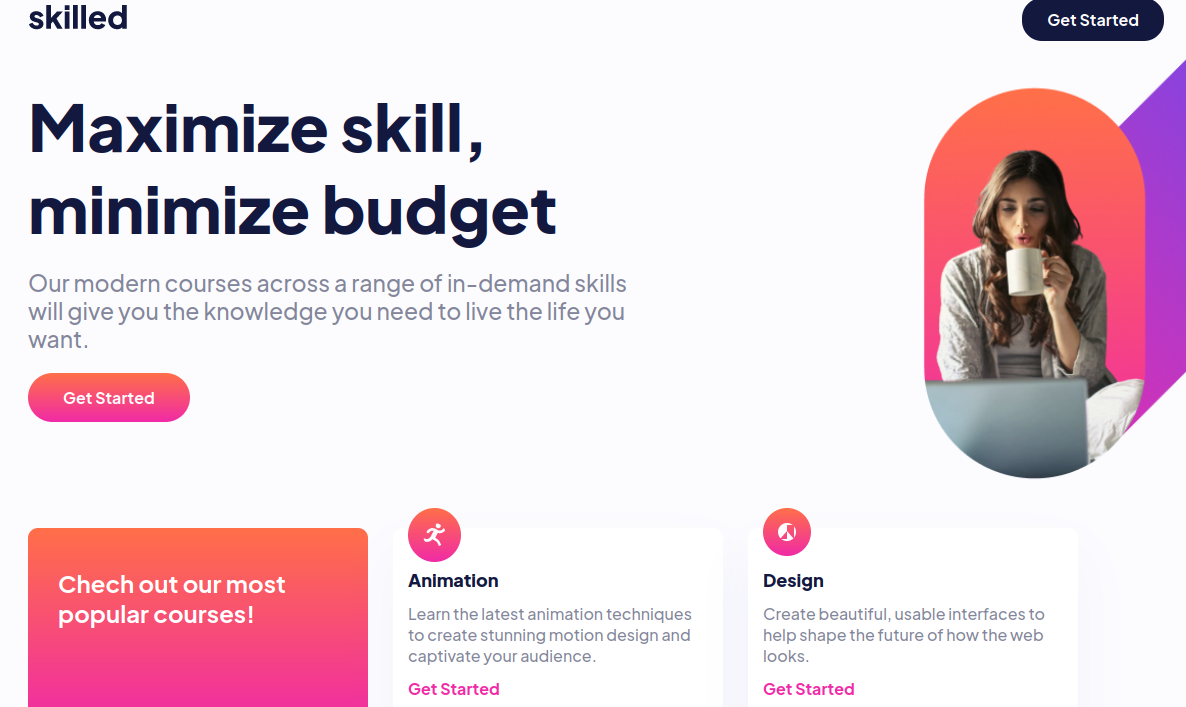 skilled
Get Started
Maximize skill,
minimize budget
Our modern courses across a range of in-demand skills
will give you the knowledge you need to live the life you
want.
Get Started
Chech out our most
popular courses!
Animation
Learn the latest animation techniques
to create stunning motion design and
captivate your audience.
Get Started
Design
Create beautiful, usable interfaces to
help shape the future of how the web
looks.
Get Started